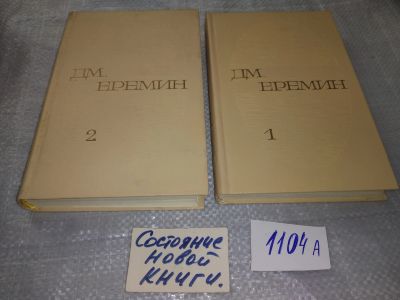 ДМ.
ЕРЕМИН
2
ДМ.
ЕРЕМИН
1
Состояние
новой
книги.
1104 А